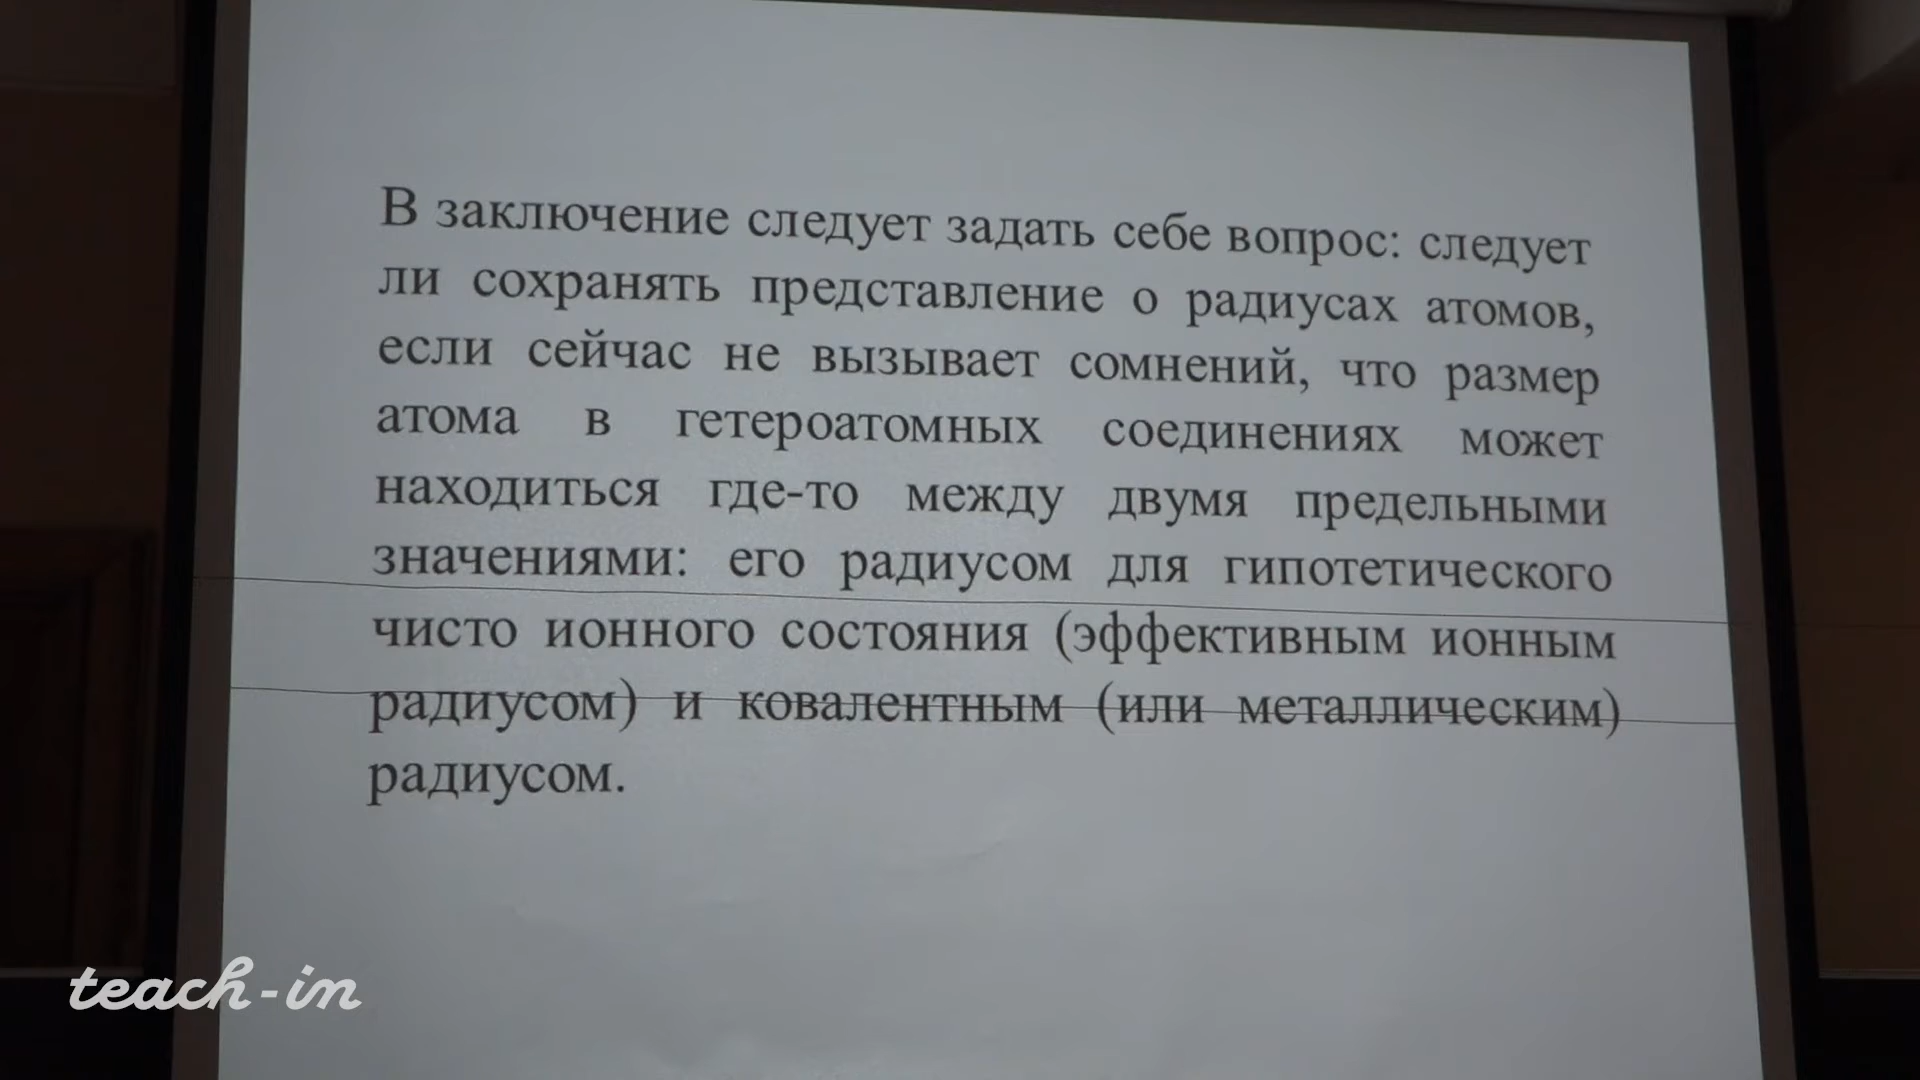 В заключение следует задать себе вопрос: следует
ли сохранять представление о радиусах атомов,
если сейчас не вызывает сомнений, что размер
атома в гетероатомных соединениях может
находиться где-то между двумя предельными
значениями: его радиусом для гипотетического
чисто ионного состояния (эффективным ионным
радиусом) и ковалентным (или металлическим)
радиусом.
teach-in